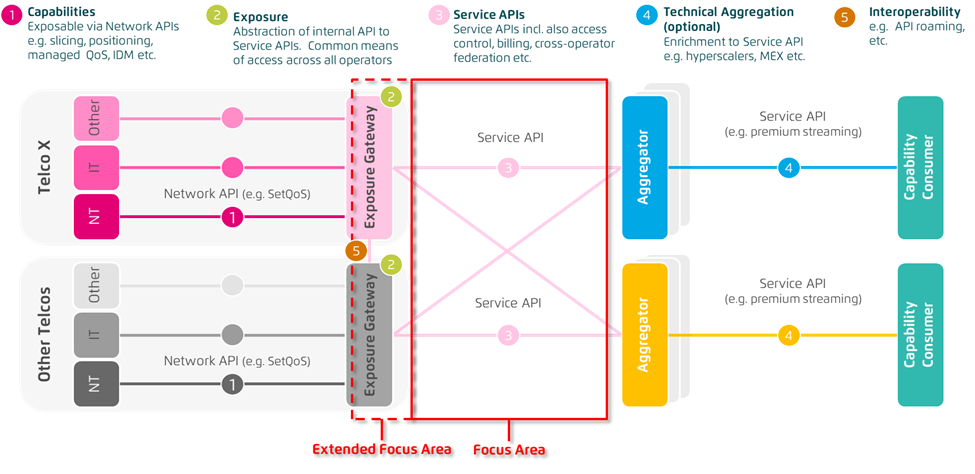 1 Capabilities
Exposable via Network APIs
e.g. slicing, positioning,
managed QoS, IDM etc.
2 Exposure
Abstraction of internal API to
Service APIs. Common means
of access across all operators
3 Service APIs
Service APIs incl. also access
control, billing, cross-operator
federation etc.
4 Technical Aggregation
(optional)
Enrichment to Service API
e.g. hyperscalers, MEX etc.
5 Interoperability
e.g. API roaming,
etc.
Telco X
Other
IT
NT
Network API (e.g. SetQoS)
1
Exposure Gateway
2
Service API
3
Aggregator
Service API
(e.g. premium streaming)
4
Capability
Consumer
5
Other Telcos
Other
IT
NT
Network API (e.g. SetQoS)
1
Exposure Gateway
2
Service API
3
Aggregator
Service API
(e.g. premium streaming)
4
Capability
Consumer
Extended Focus Area
Focus Area